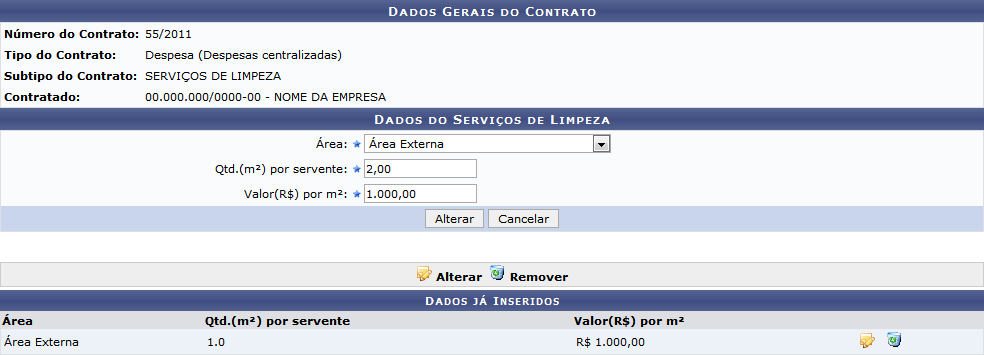 Dados Gerais do Contrato
Número do Contrato: 55/2011
Tipo do Contrato: Despesa (Despesas centralizadas)
Subtipo do Contrato: SERVIÇOS DE LIMPEZA
Contratado: 00.000.000/0000-00 - NOME DA EMPRESA
Dados do Serviços de Limpeza
Área: Área Externa
Qtd.(m²) por servente: 2,00
Valor(R$) por m²: 1.000,00
Alterar Cancelar
Alterar Remover
Dados já Inseridos
Área Qtd.(m²) por servente Valor(R$) por m²
Área Externa 1.0 R$ 1.000,00